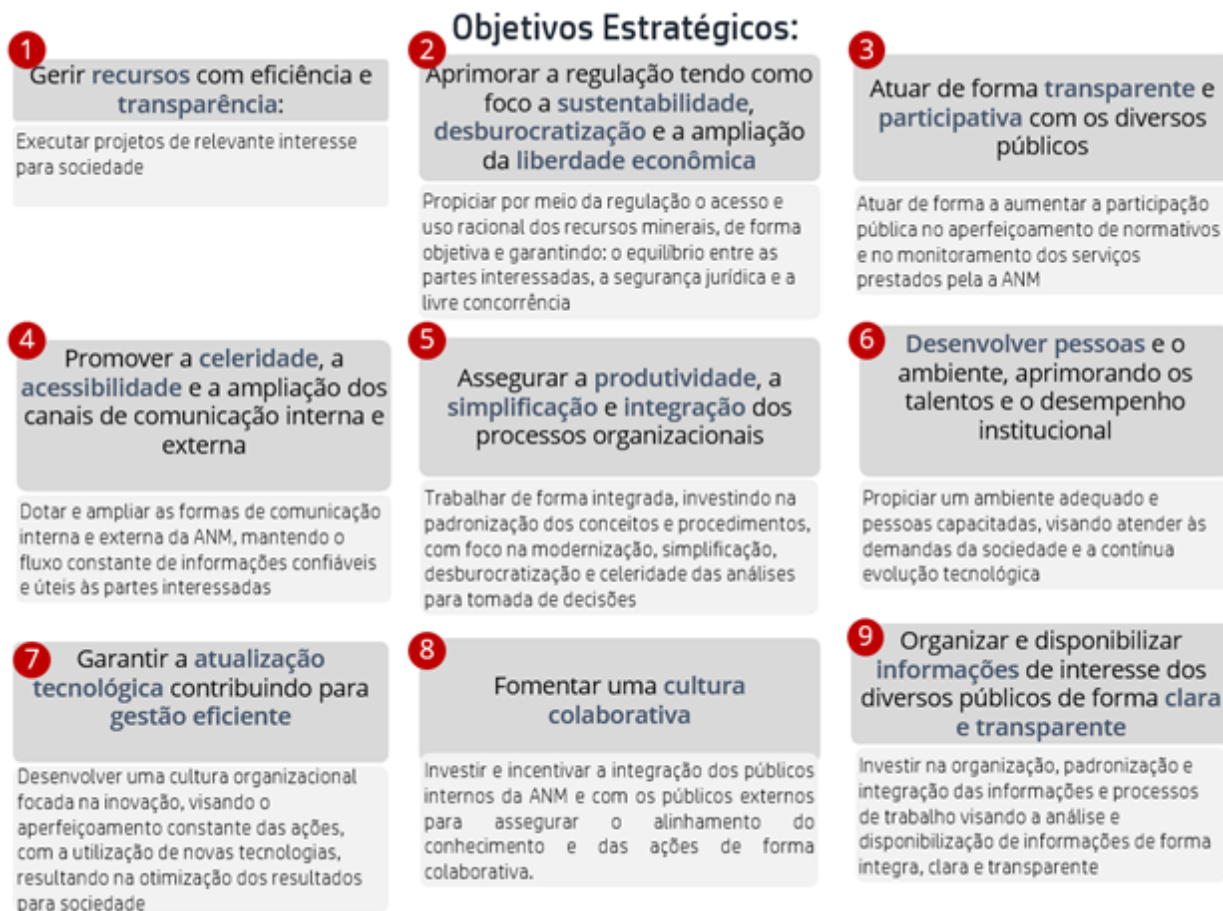 Objetivos Estratégicos:
1
Gerir recursos com eficiência e
transparência:
Executar projetos de relevante interesse
para sociedade
2
Aprimorar a regulação tendo como
foco a sustentabilidade,
desburocratização e a ampliação
da liberdade econômica
Propiciar por meio da regulação o acesso e
uso racional dos recursos minerais, de forma
objetiva e garantindo: o equilíbrio entre as
partes interessadas, a segurança jurídica e a
livre concorrência
3
Atuar de forma transparente e
participativa com os diversos
públicos
Atuar de forma a aumentar a participação
pública no aperfeiçoamento de normativos
e no monitoramento dos serviços
prestados pela a ANM
4
Promover a celeridade, a
acessibilidade e a ampliação dos
canais de comunicação interna e
externa
Dotar e ampliar as formas de comunicação
interna e externa da ANM, mantendo o
fluxo constante de informações confiáveis
e úteis às partes interessadas
5
Assegurar a produtividade, a
simplificação e integração dos
processos organizacionais
Trabalhar de forma integrada, investindo na
padronização dos conceitos e procedimentos,
com foco na modernização, simplificação,
desburocratização e celeridade das análises
para tomada de decisões
6
Desenvolver pessoas e o
ambiente, aprimorando os
talentos e o desempenho
institucional
Propiciar um ambiente adequado e
pessoas capacitadas, visando atender às
demandas da sociedade e a contínua
evolução tecnológica
7
Garantir a atualização
tecnológica contribuindo para
gestão eficiente
Desenvolver uma cultura organizacional
focada na inovação, visando o
aperfeiçoamento constante das ações,
com a utilização de novas tecnologias,
resultando na otimização dos resultados
para sociedade
8
Fomentar uma cultura
colaborativa
Investir e incentivar a integração dos públicos
internos da ANM e com os públicos externos
para assegurar o alinhamento do
conhecimento e das ações de forma
colaborativa.
9
Organizar e disponibilizar
informações de interesse dos
diversos públicos de forma clara
e transparente
Investir na organização, padronização e
integração das informações e processos
de trabalho visando a análise e
disponibilização de informações de forma
integra, clara e transparente